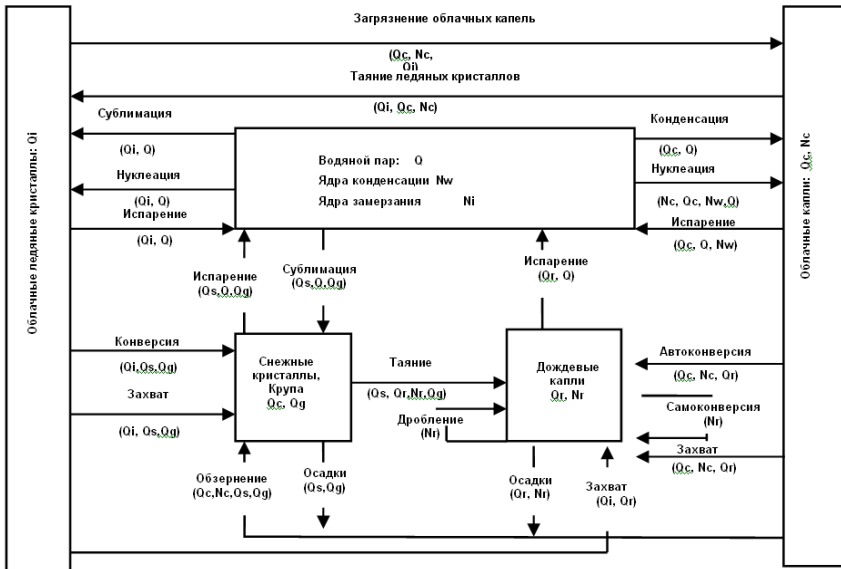 Загрязнение облачных капель
(Qc, Nc,
Qi)
Таяние ледяных кристаллов
(Qi, Qc, Nc)
Облачные ледяные кристаллы: Qi
Облачные капли: Qc, Nc
Сублимация
(Qi, Q)
Нуклеация
(Qi, Q)
Испарение
(Qi, Q)
Водяной пар: Q
Ядра конденсации Nw
Ядра замерзания Ni
Конденсация
(Qc, Q)
Нуклеация
(Nc, Qc, Nw,Q)
Испарение
(Qc, Q, Nw)
Испарение
(Qs,Q,Qg)
Сублимация
(Qs,Q,Qg)
Испарение
(Qr, Q)
Конверсия
(Qi,Qs,Qg)
Захват
(Qi, Qs,Qg)
Снежные
кристаллы,
Крупа
Qc, Qg
Таяние
(Qs, Qr,Nr,Qg)
Дробление
(Nr)
Дождевые
капли
Qr, Nr
Автоконверсия
(Qc, Nc, Qr)
Самоконверсия
(Nr)
Захват
(Qc, Nc, Qr)
Обзернение
(Qc,Nc,Qs,Qg)
Осадки
(Qs,Qg)
Осадки
(Qr, Nr)
Захват
(Qi, Qr)